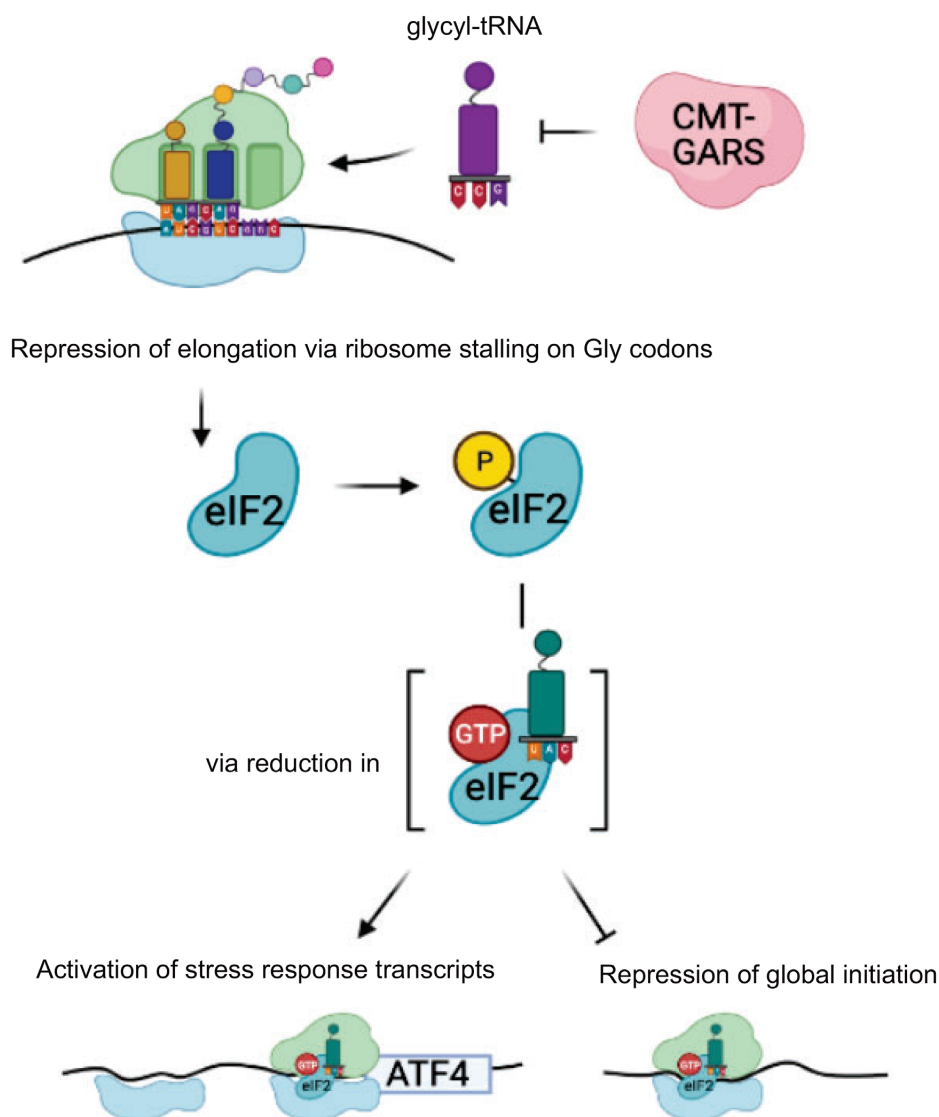 glycyl-tRNA
CMT-
GARS
C C G
U A G C A G
A U C G U C G G C
Repression of elongation via ribosome stalling on Gly codons
eIF2
P
eIF2
GTP
U A C
via reduction in
eIF2
Activation of stress response transcripts
Repression of global initiation
GTP
eIF2
ATF4
GTP
eIF2